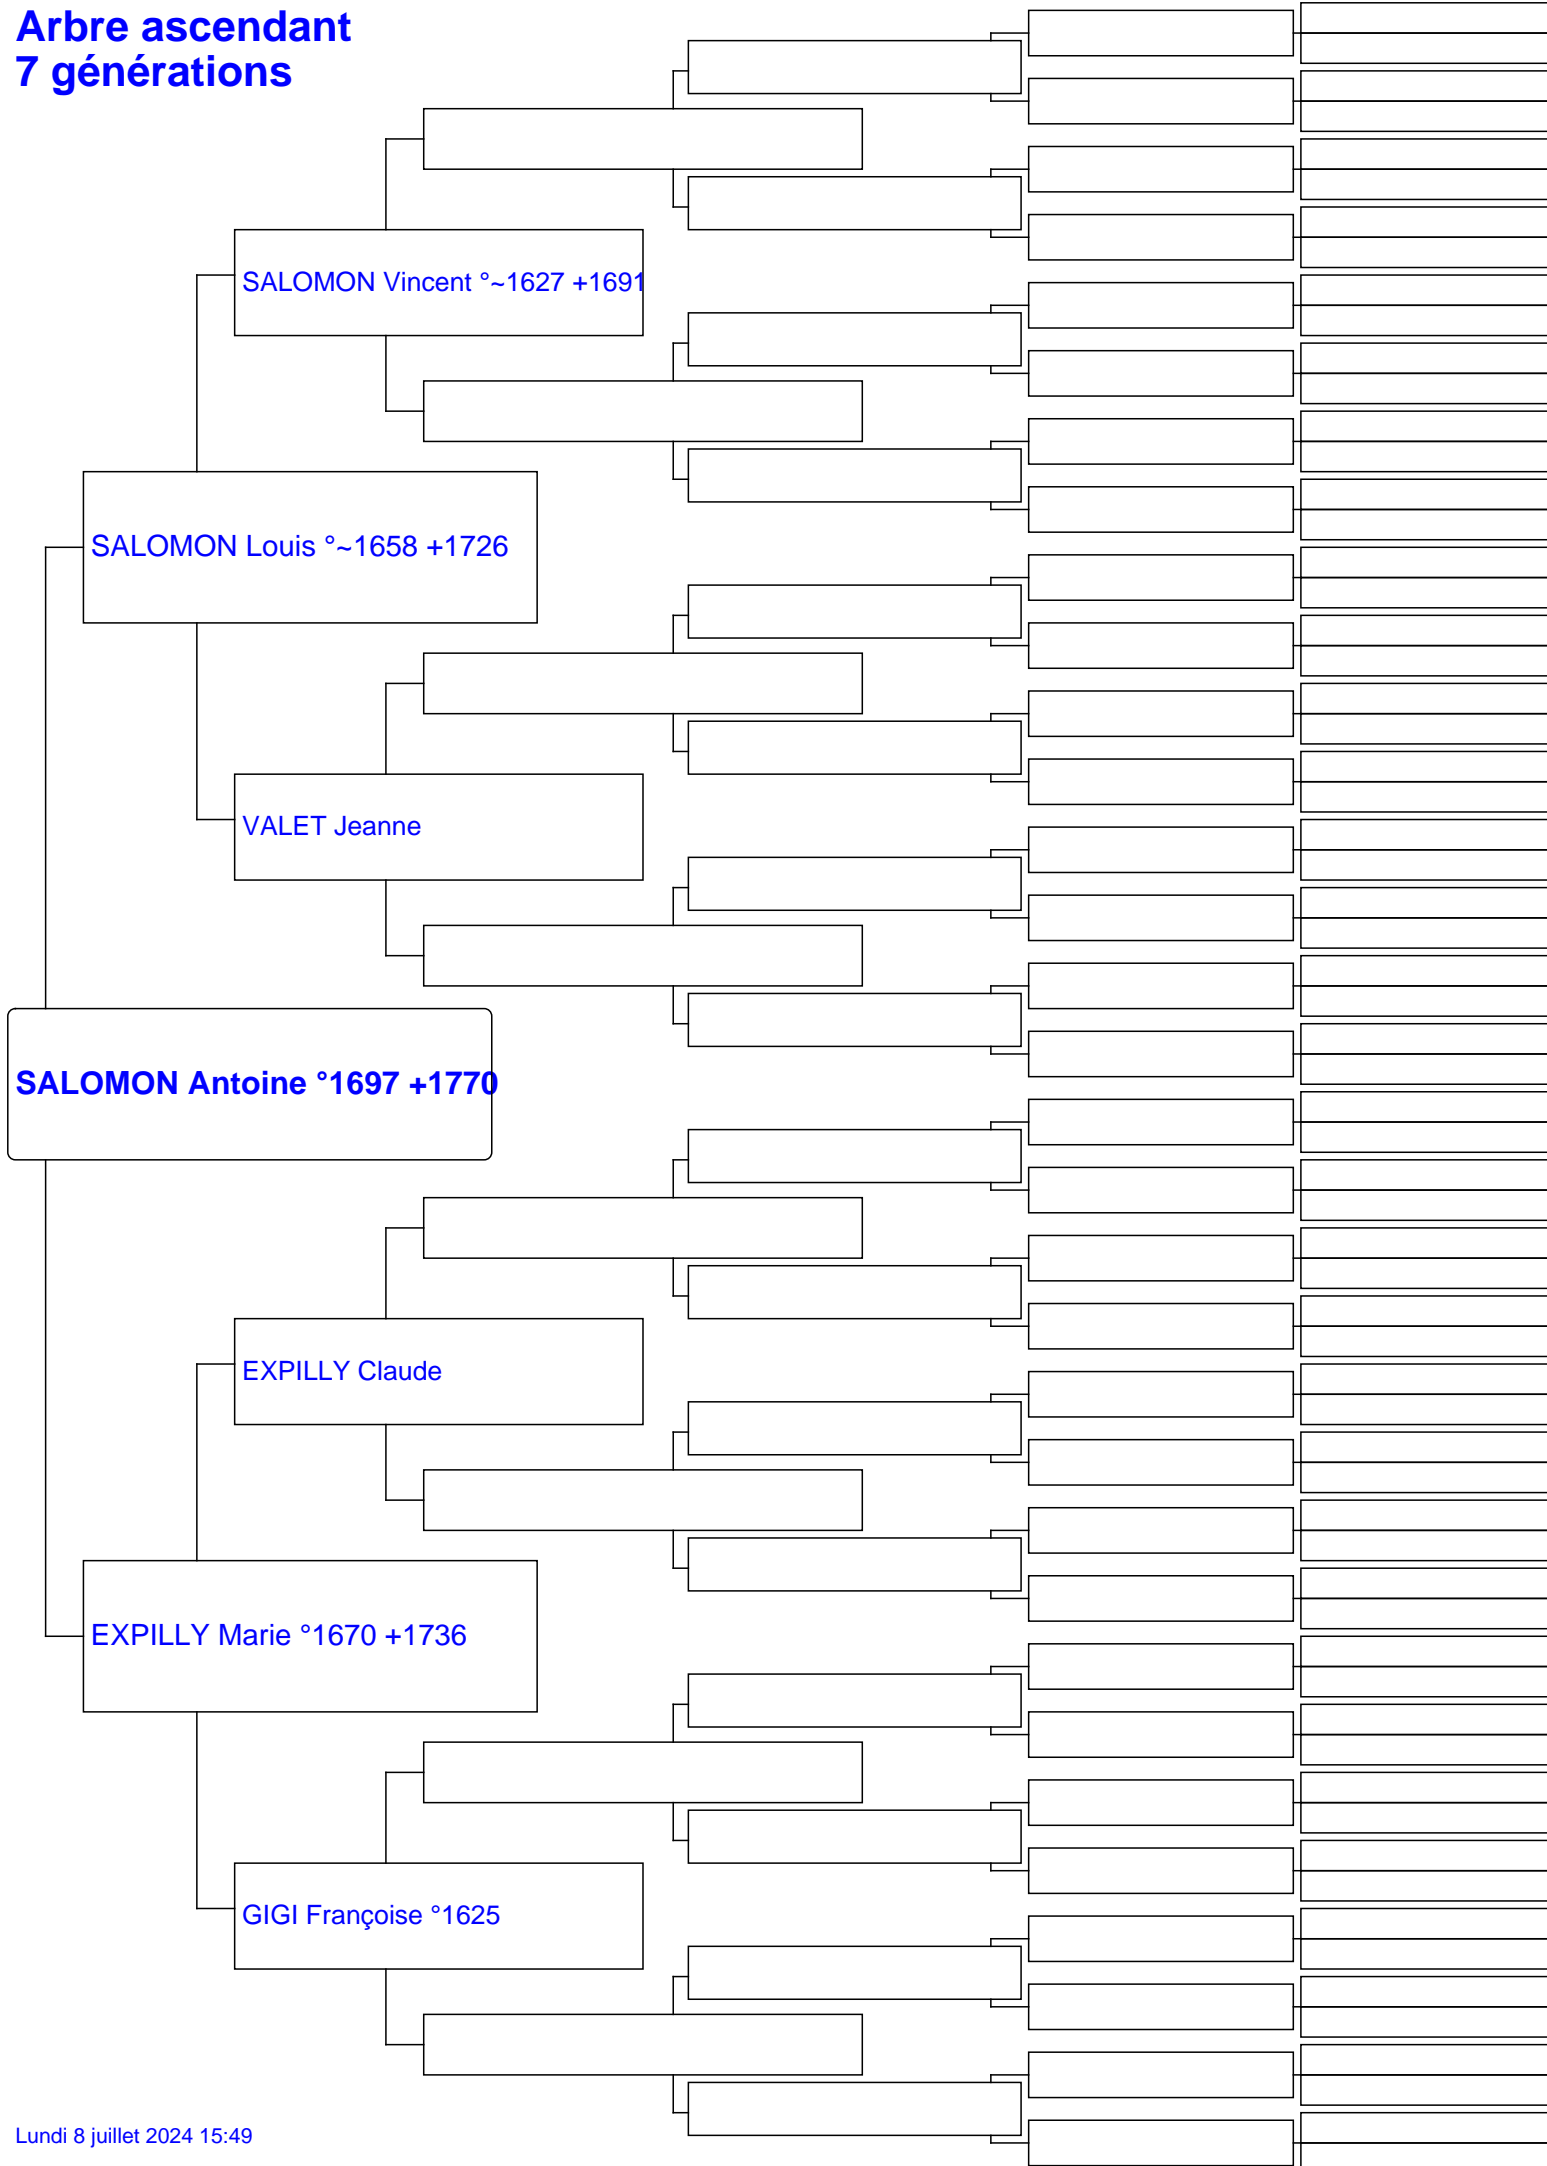 Arbre ascendant
7 générations
SALOMON Vincent °~1627 +1691
SALOMON Louis °~1658 +1726
VALET Jeanne
SALOMON Antoine °1697 +1770
EXPILLY Claude
EXPILLY Marie °1670 +1736
GIGI Françoise °1625
Lundi 8 juillet 2024 15:49